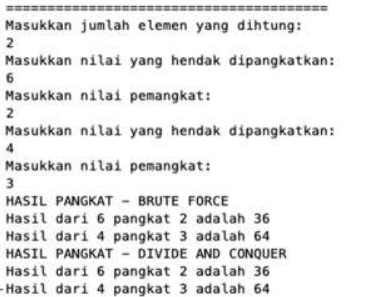 ========================================
Masukkan jumlah elemen yang dihtung:
2
Masukkan nilai yang hendak dipangkatkan:
6
Masukkan nilai pemangkat:
2
Masukkan nilai yang hendak dipangkatkan:
4
Masukkan nilai pemangkat:
3
HASIL PANGKAT – BRUTE FORCE
Hasil dari 6 pangkat 2 adalah 36
Hasil dari 4 pangkat 3 adalah 64
HASIL PANGKAT – DIVIDE AND CONQUER
Hasil dari 6 pangkat 2 adalah 36
Hasil dari 4 pangkat 3 adalah 64